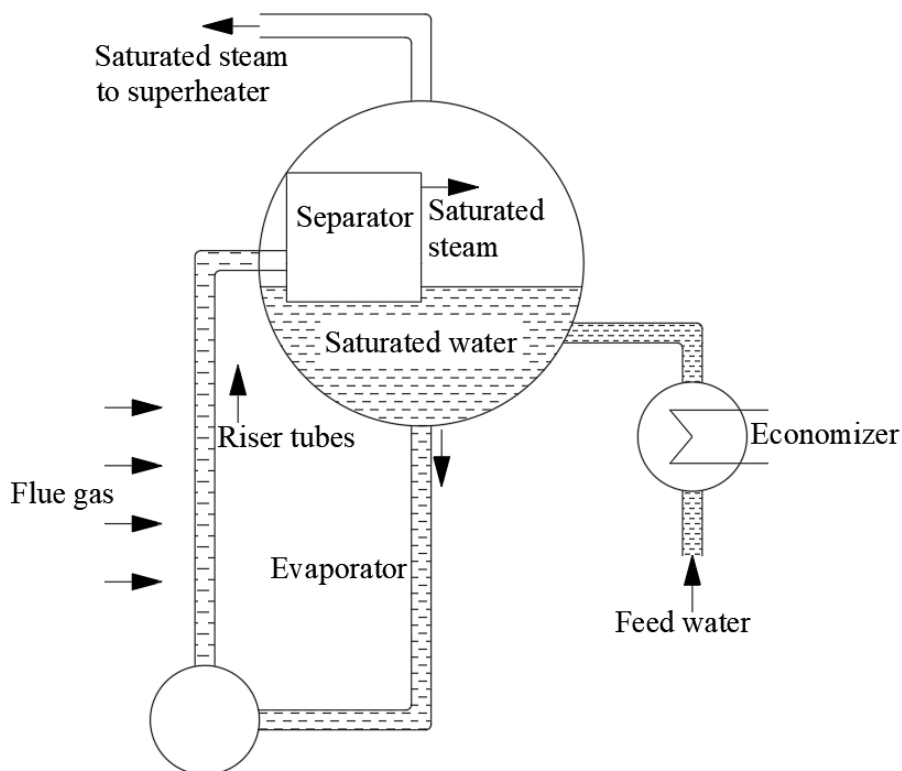 Saturated steam
to superheater
Separator
Saturated
steam
Saturated water
Riser tubes
Economizer
Flue gas
Evaporator
Feed water